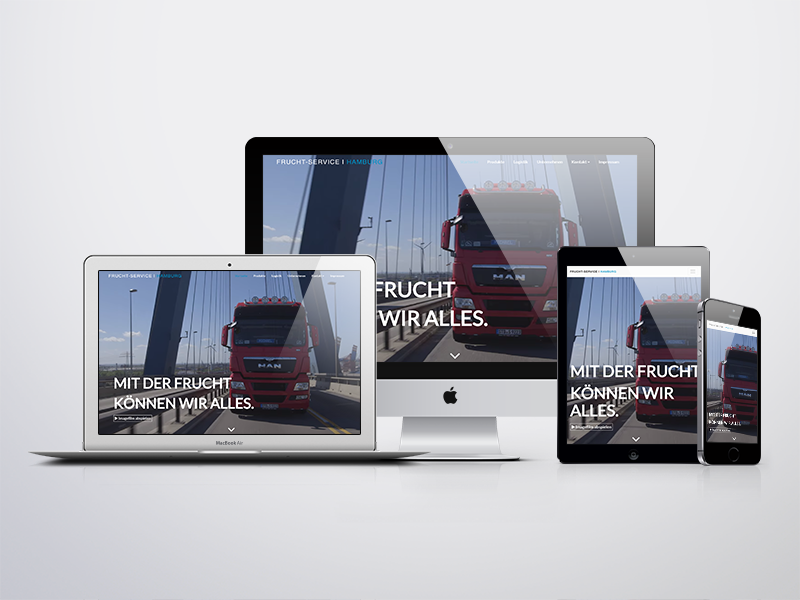 FRUCHT-SERVICE | HAMBURG
Produkte Logistik Unternehmen Kontakt Impressum
MAN
FRUCHT
WIR ALLES.
FRUCHT-SERVICE | HAMBURG
Produkte Logistik Unternehmen Kontakt Impressum
MAN
MIT DER FRUCHT
KÖNNEN WIR ALLES.
Imagefilm abspielen
MacBook Air
FRUCHT-SERVICE | HAMBURG
MIT DER FRUCHT
KÖNNEN WIR
ALLES.
Imagefilm abspielen
MIT DER FRUCHT
KÖNNEN WIR ALLES.